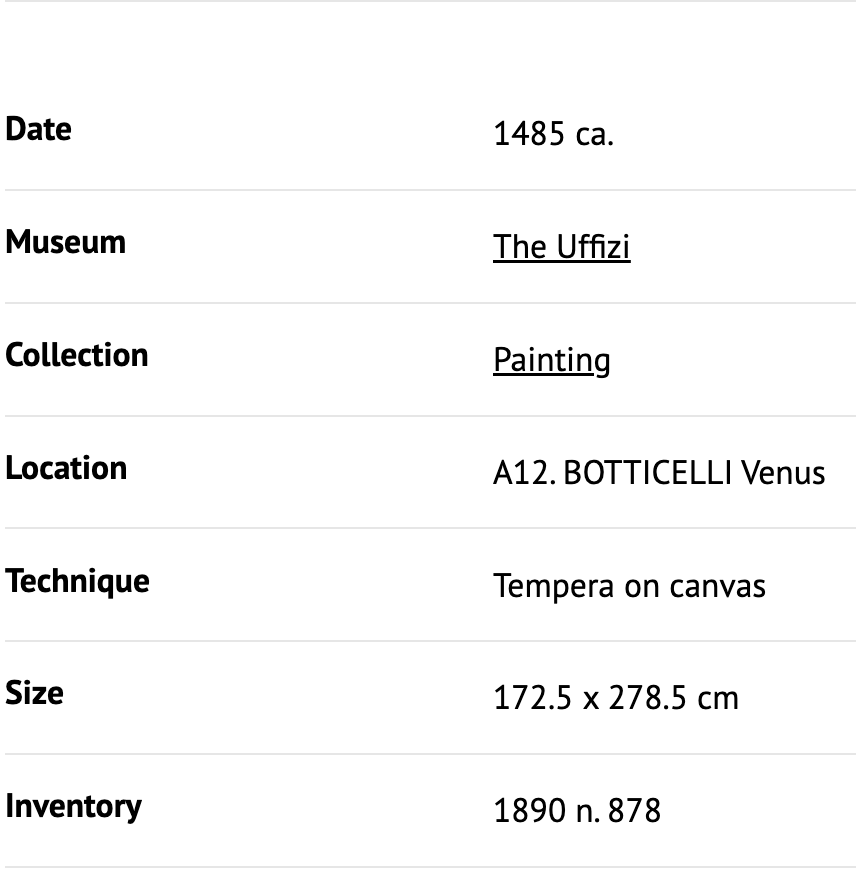 Date 1485 ca.
Museum The Uffizi
Collection Painting
Location A12. BOTTICELLI Venus
Technique Tempera on canvas
Size 172.5 x 278.5 cm
Inventory 1890 n. 878